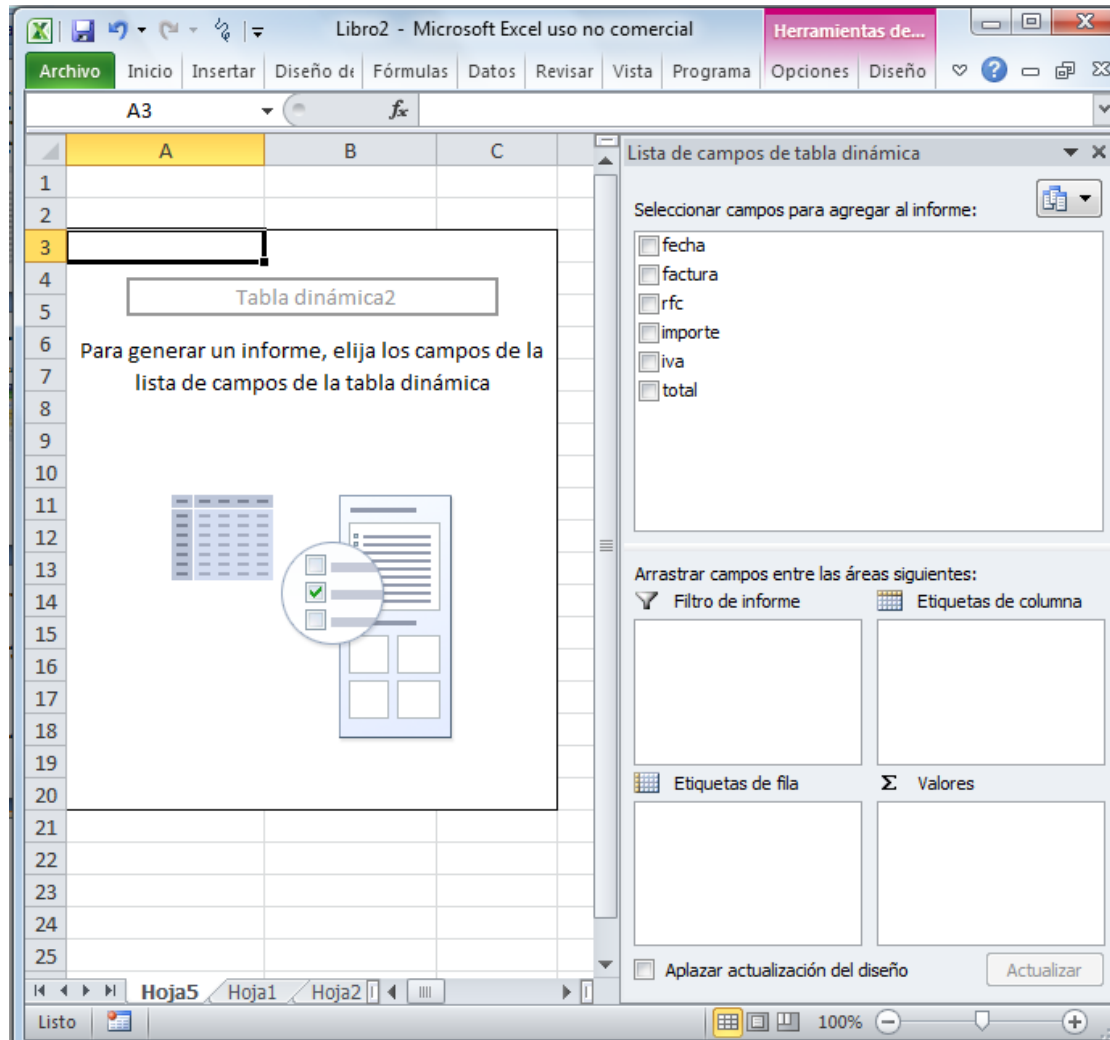 Libro2 - Microsoft Excel uso no comercial
Herramientas de...
Archivo Inicio Insertar Diseño de Fórmulas Datos Revisar Vista Programa Opciones Diseño
A3 fx
A B C
1
2
3
4
5
6
7
8
9
10
11
12
13
14
15
16
17
18
19
20
21
22
23
24
25
Tabla dinámica2
Para generar un informe, elija los campos de la
lista de campos de la tabla dinámica
Lista de campos de tabla dinámica
Seleccionar campos para agregar al informe:
fecha
factura
rfc
importe
iva
total
Arrastrar campos entre las áreas siguientes:
Filtro de informe Etiquetas de columna
Etiquetas de fila Σ Valores
Aplazar actualización del diseño Actualizar
Hoja5 Hoja1 Hoja2
Listo 100%